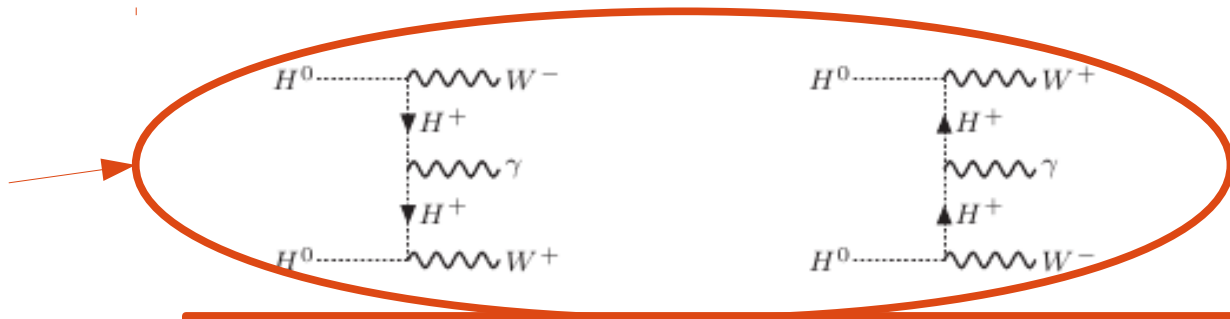 H⁰ W⁻ H⁰ W⁺
H⁺ H⁺
γ γ
H⁺ H⁺
H⁰ W⁺ H⁰ W⁻